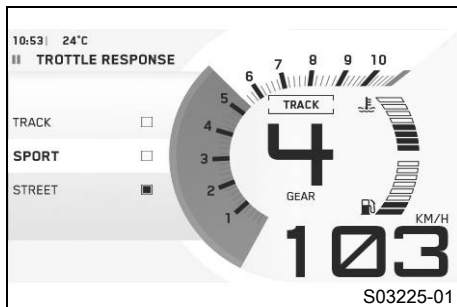 10:53| 24°C
TROTTLE RESPONSE
TRACK
SPORT
STREET
1
2
3
4
5
6
7
8
9
10
TRACK
4
GEAR
KM/H
103
S03225-01